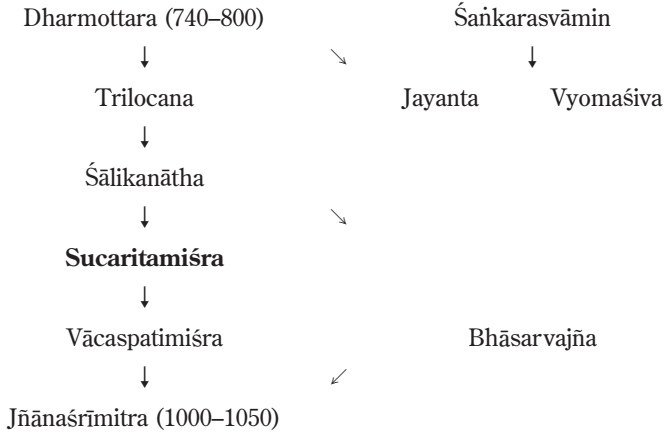 Dharmottara (740–800) Śaṅkarasvāmin
↓ ↘ ↓
Trilocana Jayanta Vyomaśiva
↓
Śālikanātha
↓ ↘
Sucaritamiśra
↓
Vācaspatimiśra Bhāsarvajña
↓ ↙
Jñānaśrīmitra (1000–1050)